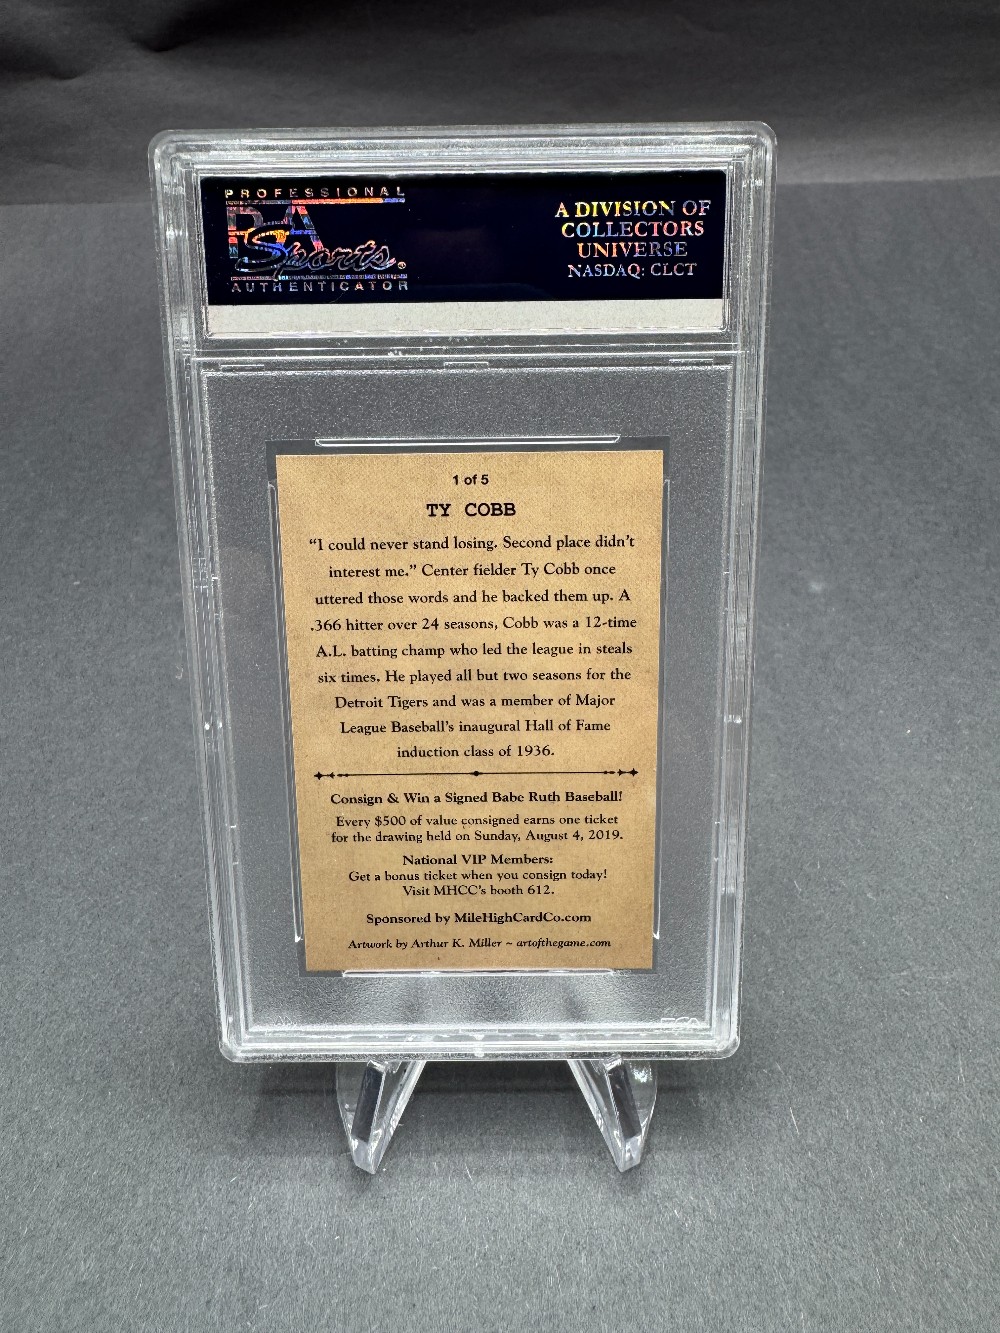 PROFESSIONAL
PSA
Sports
AUTHENTICATOR
A DIVISION OF
COLLECTORS
UNIVERSE
NASDAQ: CLCT
1 of 5
TY COBB
“I could never stand losing. Second place didn’t
interest me.” Center fielder Ty Cobb once
uttered those words and he backed them up. A
.366 hitter over 24 seasons, Cobb was a 12-time
A.L. batting champ who led the league in steals
six times. He played all but two seasons for the
Detroit Tigers and was a member of Major
League Baseball’s inaugural Hall of Fame
induction class of 1936.
Consign & Win a Signed Babe Ruth Baseball!
Every $500 of value consigned earns one ticket
for the drawing held on Sunday, August 4, 2019.
National VIP Members:
Get a bonus ticket when you consign today!
Visit MHCC’s booth 612.
Sponsored by MileHighCardCo.com
Artwork by Arthur K. Miller ~ artofthegame.com